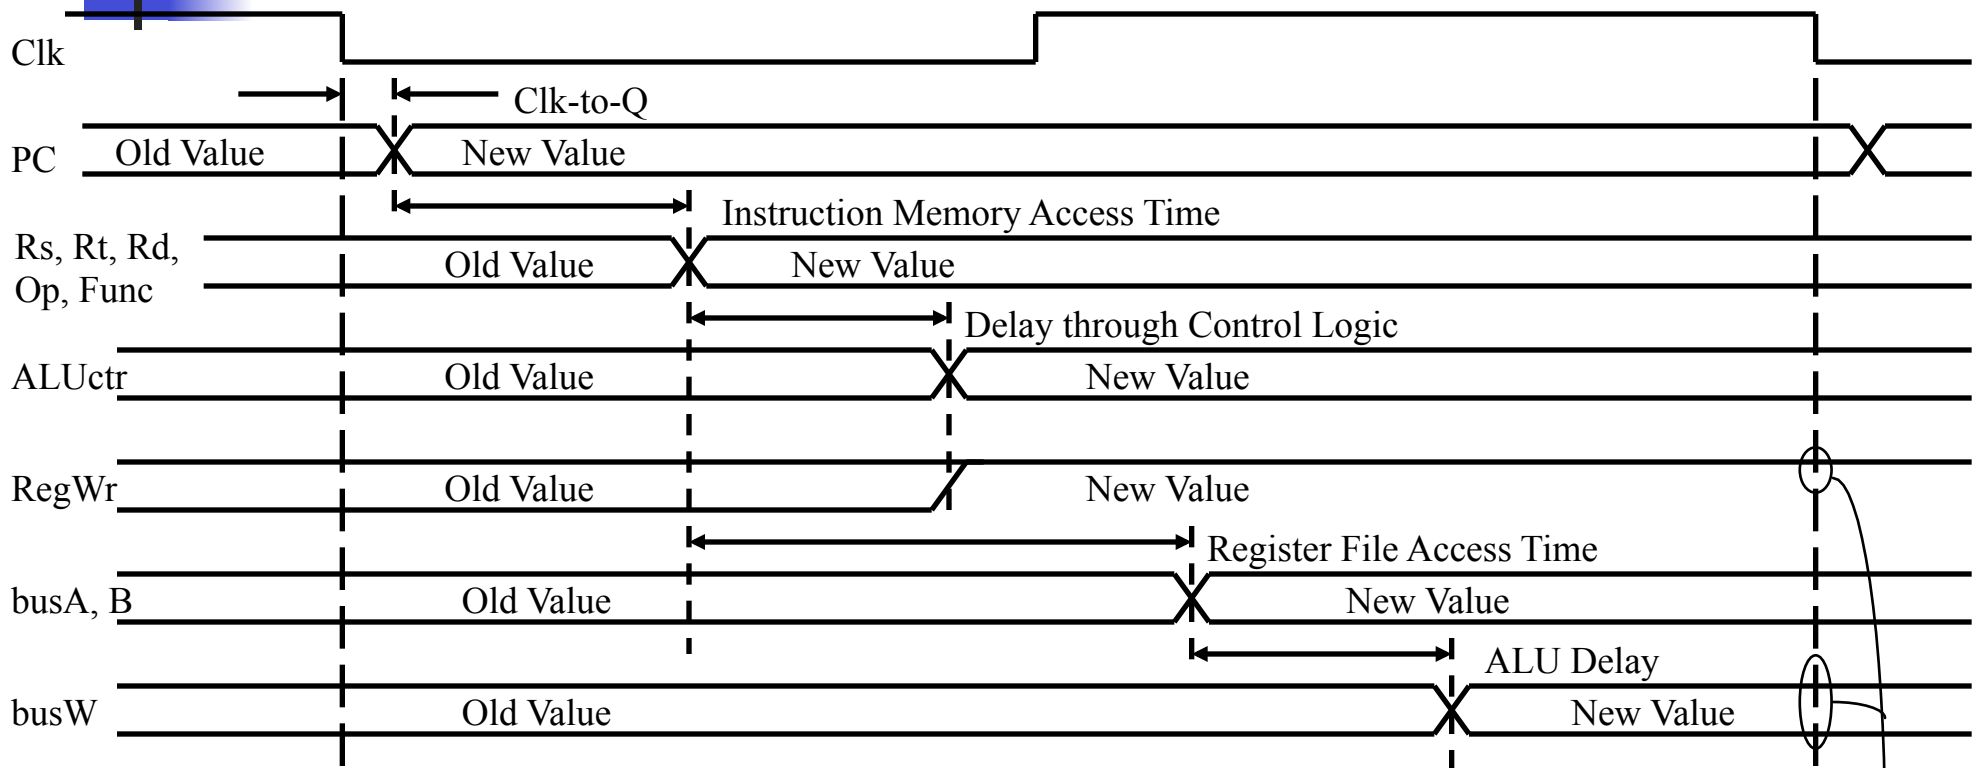 Clk
Clk-to-Q
PC
Old Value
New Value
Instruction Memory Access Time
Rs, Rt, Rd,
Op, Func
Old Value
New Value
Delay through Control Logic
ALUctr
Old Value
New Value
RegWr
Old Value
New Value
Register File Access Time
busA, B
Old Value
New Value
ALU Delay
busW
Old Value
New Value